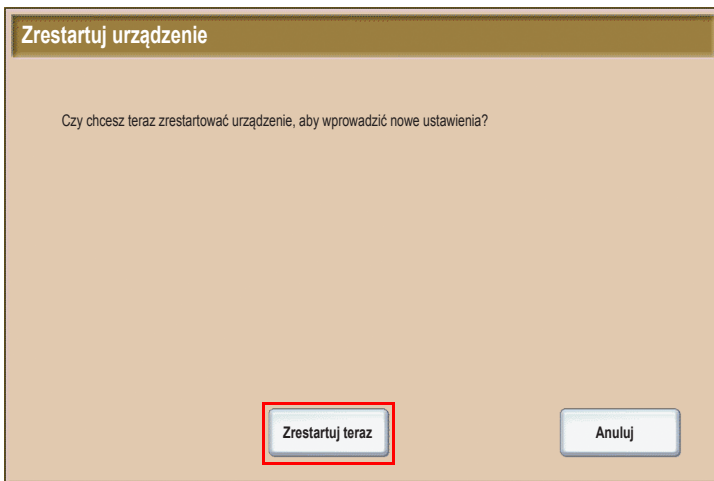 Zrestartuj urządzenie
Czy chcesz teraz zrestartować urządzenie, aby wprowadzić nowe ustawienia?
Zrestartuj teraz
Anuluj